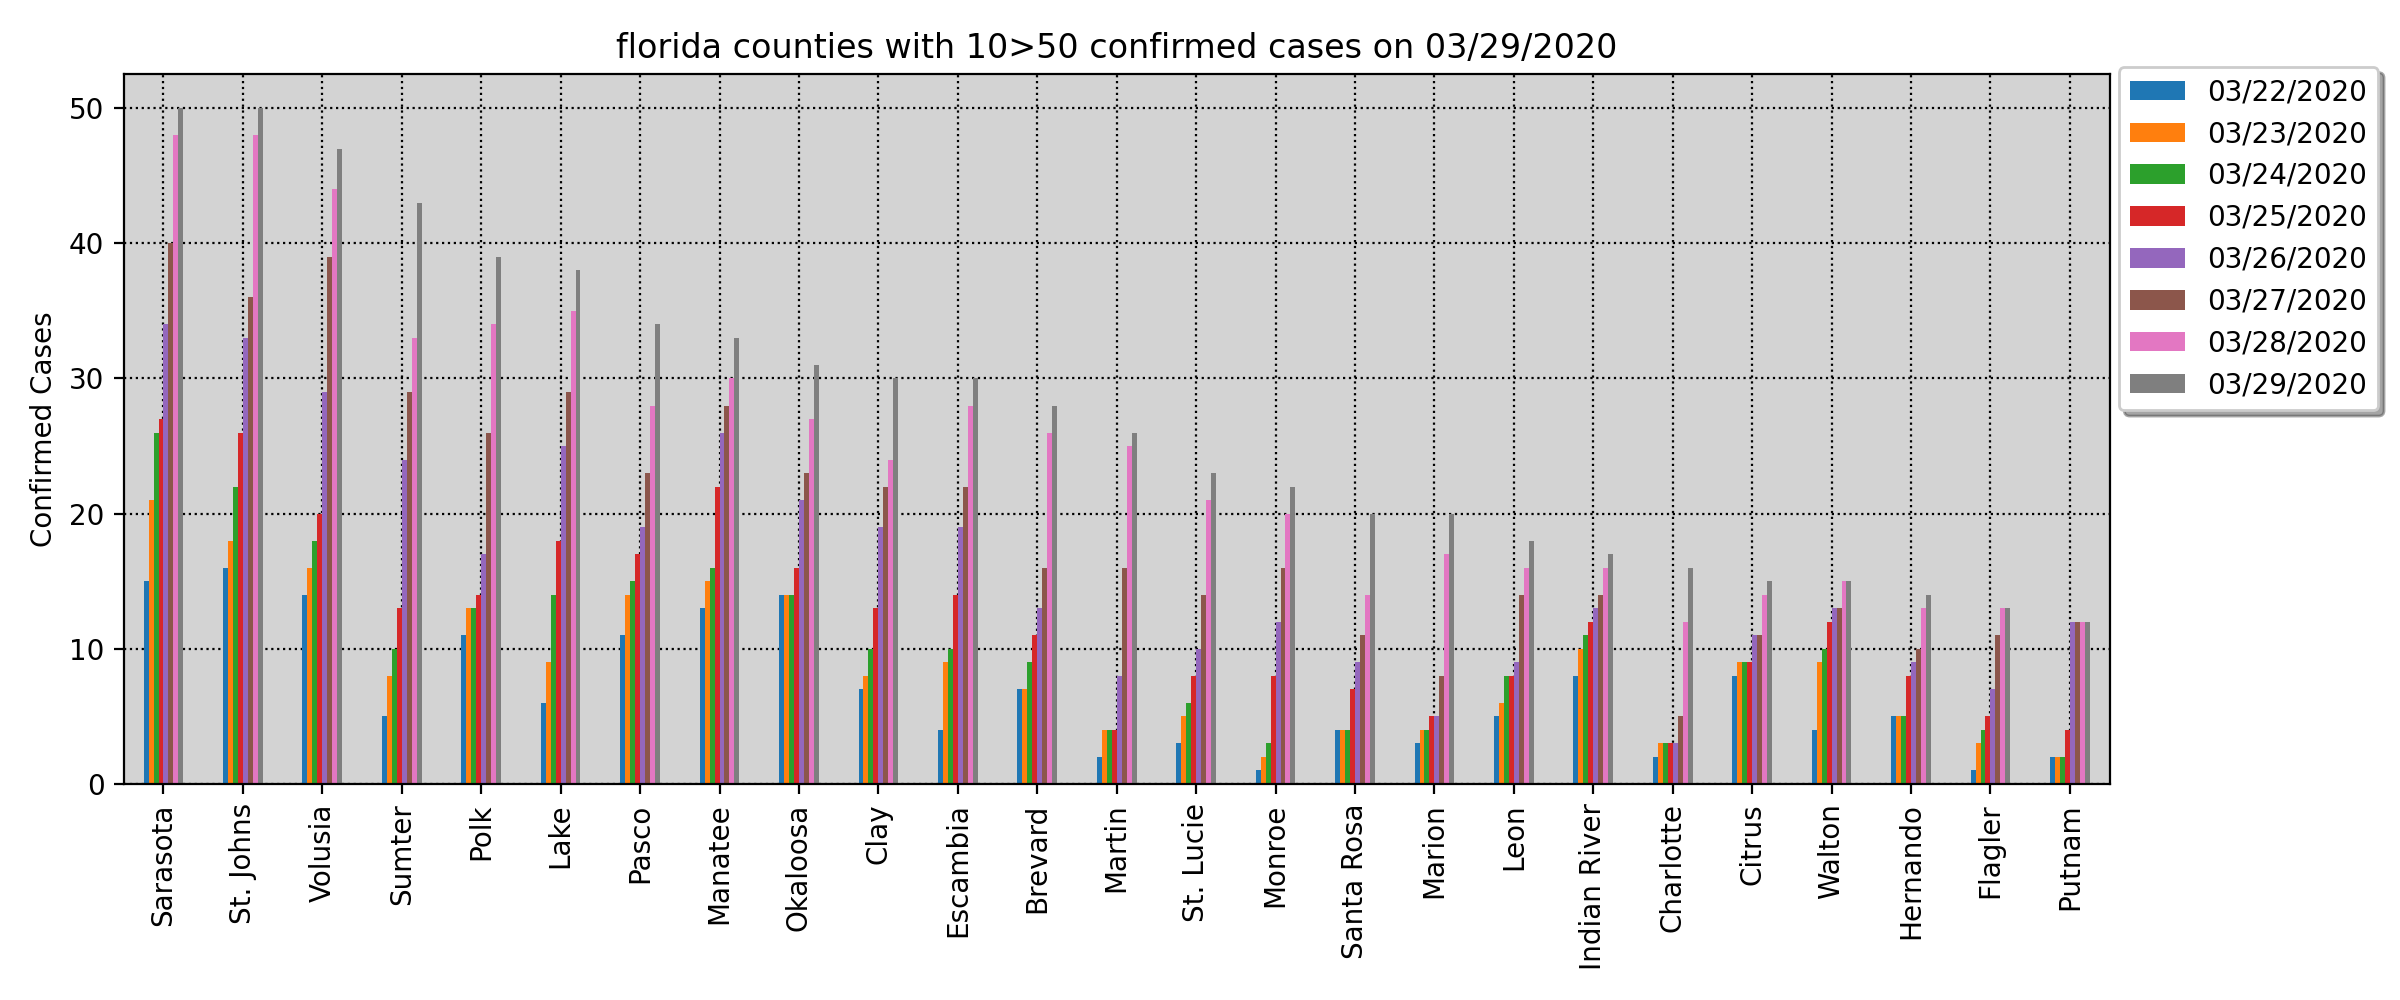 florida counties with 10>50 confirmed cases on 03/29/2020
03/22/2020
03/23/2020
03/24/2020
03/25/2020
03/26/2020
03/27/2020
03/28/2020
03/29/2020
Confirmed Cases
50
40
30
20
10
0
Sarasota
St. Johns
Volusia
Sumter
Polk
Lake
Pasco
Manatee
Okaloosa
Clay
Escambia
Brevard
Martin
St. Lucie
Monroe
Santa Rosa
Marion
Leon
Indian River
Charlotte
Citrus
Walton
Hernando
Flagler
Putnam